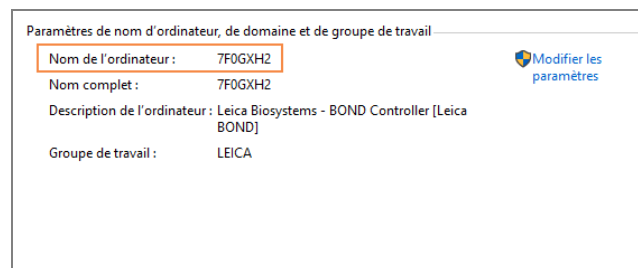 Paramètres de nom d'ordinateur, de domaine et de groupe de travail
Nom de l'ordinateur : 7F0GXH2
Modifier les
paramètres
Nom complet : 7F0GXH2
Description de l'ordinateur : Leica Biosystems - BOND Controller [Leica
BOND]
Groupe de travail : LEICA